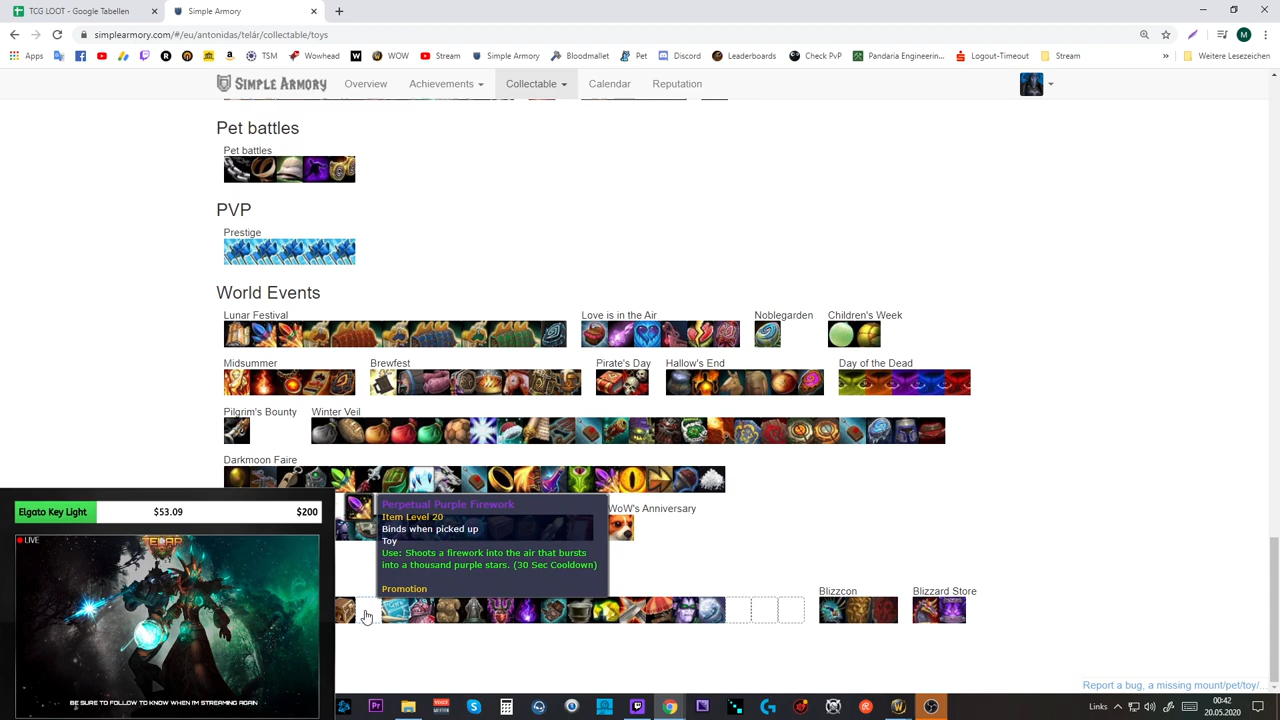 TCG LOOT - Google Tabellen
Simple Armory
simplearmory.com/#/eu/antonidas/telár/collectable/toys
M
Apps
TSM
Wowhead
WOW
Stream
Simple Armory
Bloodmallet
Pet
Discord
Leaderboards
Check PvP
Pandaria Engineerin...
Logout-Timeout
Stream
Weitere Lesezeichen
SIMPLE ARMORY
Overview
Achievements
Collectable
Calendar
Reputation
Pet battles
Pet battles
PVP
Prestige
World Events
Lunar Festival
Love is in the Air
Noblegarden
Children's Week
Midsummer
Brewfest
Pirate's Day
Hallow's End
Day of the Dead
Pilgrim's Bounty
Winter Veil
Darkmoon Faire
WoW's Anniversary
Perpetual Purple Firework
Item Level 20
Binds when picked up
Toy
Use: Shoots a firework into the air that bursts
into a thousand purple stars. (30 Sec Cooldown)
Promotion
Blizzcon
Blizzard Store
Elgato Key Light
$53.09
$200
LIVE
TELAR
BE SURE TO FOLLOW TO KNOW WHEN I'M STREAMING AGAIN
Report a bug, a missing mount/pet/toy/...
Pr
Links
00:42
20.05.2020